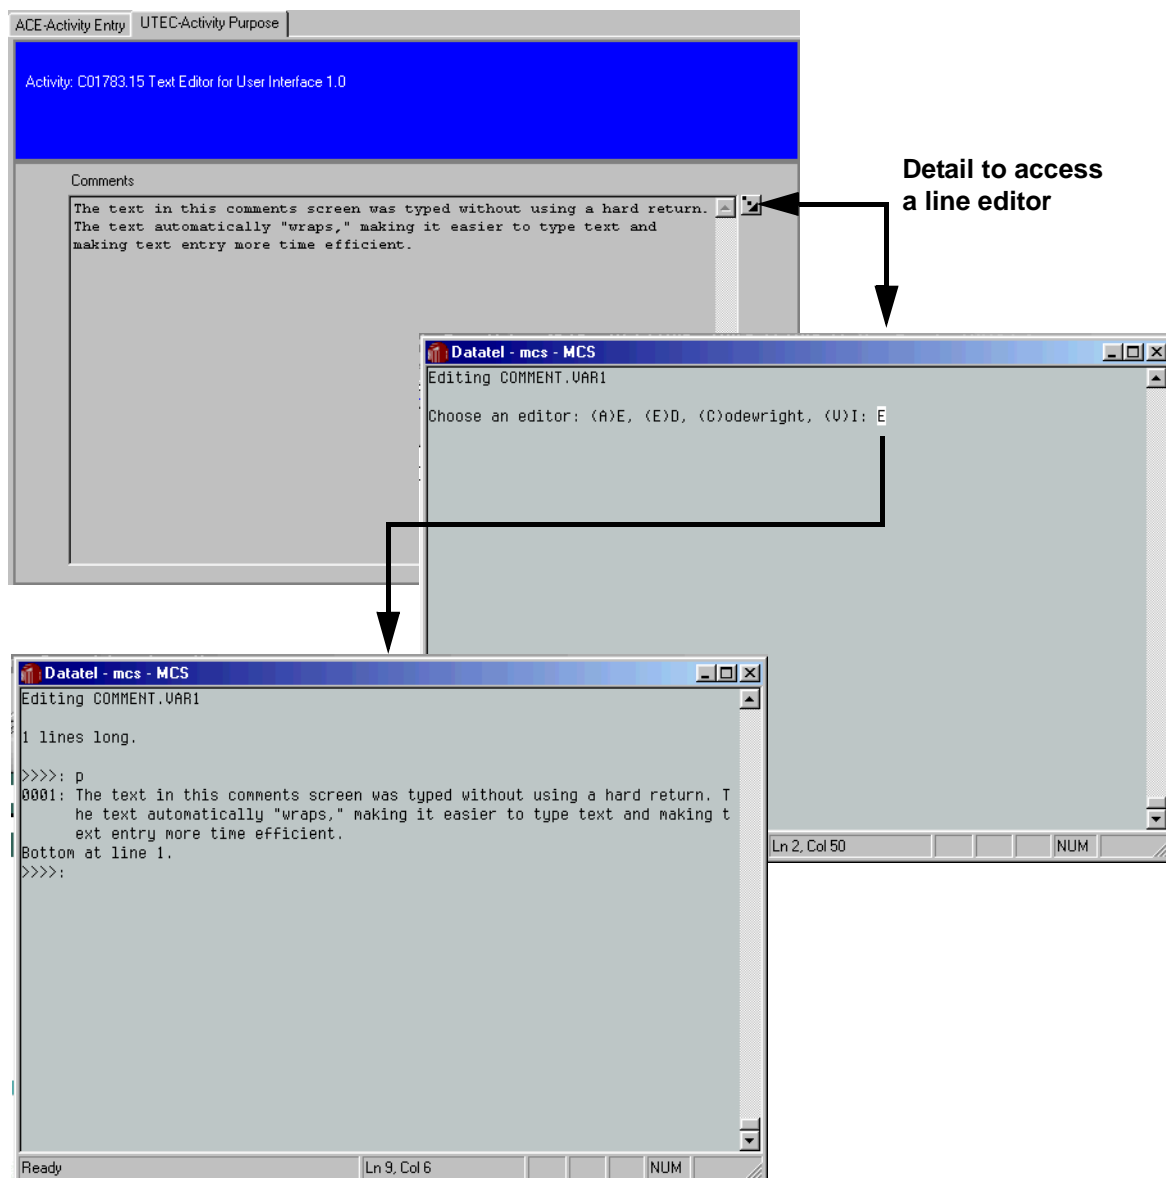 ACE-Activity Entry UTEC-Activity Purpose
Activity: C01783.15 Text Editor for User Interface 1.0
Comments
The text in this comments screen was typed without using a hard return.
The text automatically "wraps," making it easier to type text and
making text entry more time efficient.
Detail to access
a line editor
Datatel - mcs - MCS
Editing COMMENT.VAR1
Choose an editor: (A)E, (E)D, (C)odewright, (V)I: E
Ln 2, Col 50 NUM
Datatel - mcs - MCS
Editing COMMENT.VAR1
1 lines long.
>>>>: p
0001: The text in this comments screen was typed without using a hard return. T
he text automatically "wraps," making it easier to type text and making t
ext entry more time efficient.
Bottom at line 1.
>>>>:
Ready Ln 9, Col 6 NUM